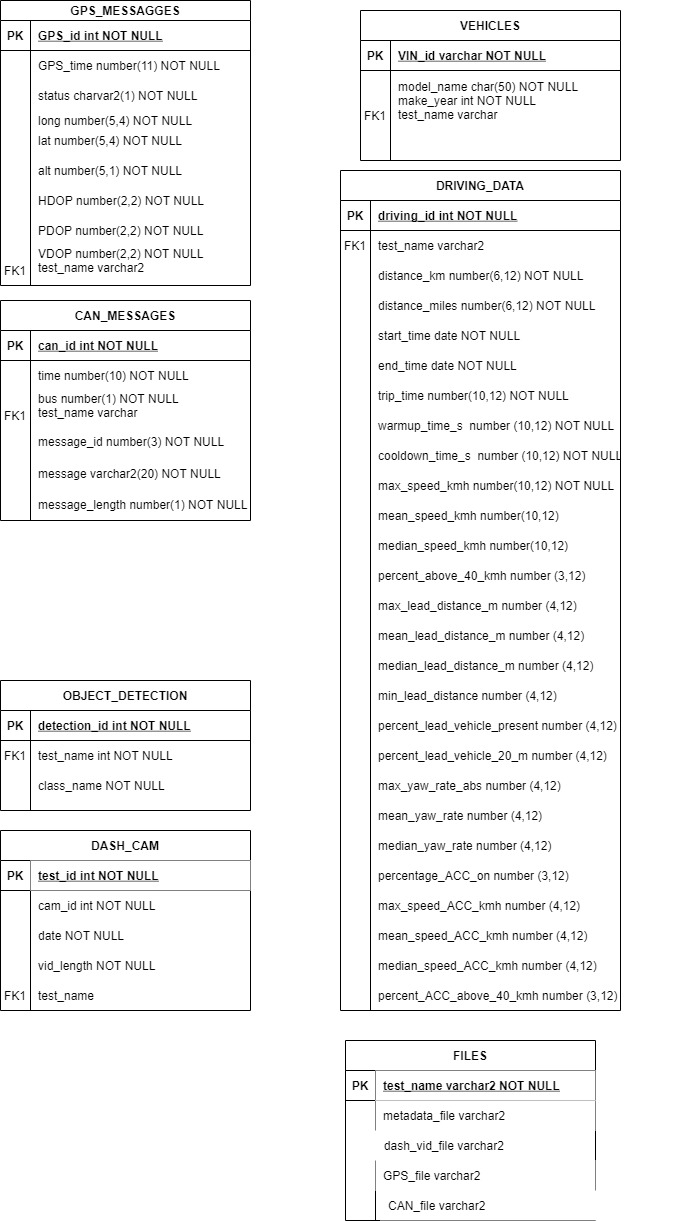 GPS_MESSAGGES
PK GPS_id int NOT NULL
GPS_time number(11) NOT NULL
status charvar2(1) NOT NULL
long number(5,4) NOT NULL
lat number(5,4) NOT NULL
alt number(5,1) NOT NULL
HDOP number(2,2) NOT NULL
PDOP number(2,2) NOT NULL
VDOP number(2,2) NOT NULL
FK1 test_name varchar2
CAN_MESSAGES
PK can_id int NOT NULL
time number(10) NOT NULL
bus number(1) NOT NULL
FK1 test_name varchar
message_id number(3) NOT NULL
message varchar2(20) NOT NULL
message_length number(1) NOT NULL
OBJECT_DETECTION
PK detection_id int NOT NULL
FK1 test_name int NOT NULL
class_name NOT NULL
DASH_CAM
PK test_id int NOT NULL
cam_id int NOT NULL
date NOT NULL
vid_length NOT NULL
FK1 test_name
VEHICLES
PK VIN_id varchar NOT NULL
model_name char(50) NOT NULL
make_year int NOT NULL
FK1 test_name varchar
DRIVING_DATA
PK driving_id int NOT NULL
FK1 test_name varchar2
distance_km number(6,12) NOT NULL
distance_miles number(6,12) NOT NULL
start_time date NOT NULL
end_time date NOT NULL
trip_time number(10,12) NOT NULL
warmup_time_s number (10,12) NOT NULL
cooldown_time_s number (10,12) NOT NULL
max_speed_kmh number(10,12) NOT NULL
mean_speed_kmh number(10,12)
median_speed_kmh number(10,12)
percent_above_40_kmh number (3,12)
max_lead_distance_m number (4,12)
mean_lead_distance_m number (4,12)
median_lead_distance_m number (4,12)
min_lead_distance number (4,12)
percent_lead_vehicle_present number (4,12)
percent_lead_vehicle_20_m number (4,12)
max_yaw_rate_abs number (4,12)
mean_yaw_rate number (4,12)
median_yaw_rate number (4,12)
percentage_ACC_on number (3,12)
max_speed_ACC_kmh number (4,12)
mean_speed_ACC_kmh number (4,12)
median_speed_ACC_kmh number (4,12)
percent_ACC_above_40_kmh number (3,12)
FILES
PK test_name varchar2 NOT NULL
metadata_file varchar2
dash_vid_file varchar2
GPS_file varchar2
CAN_file varchar2